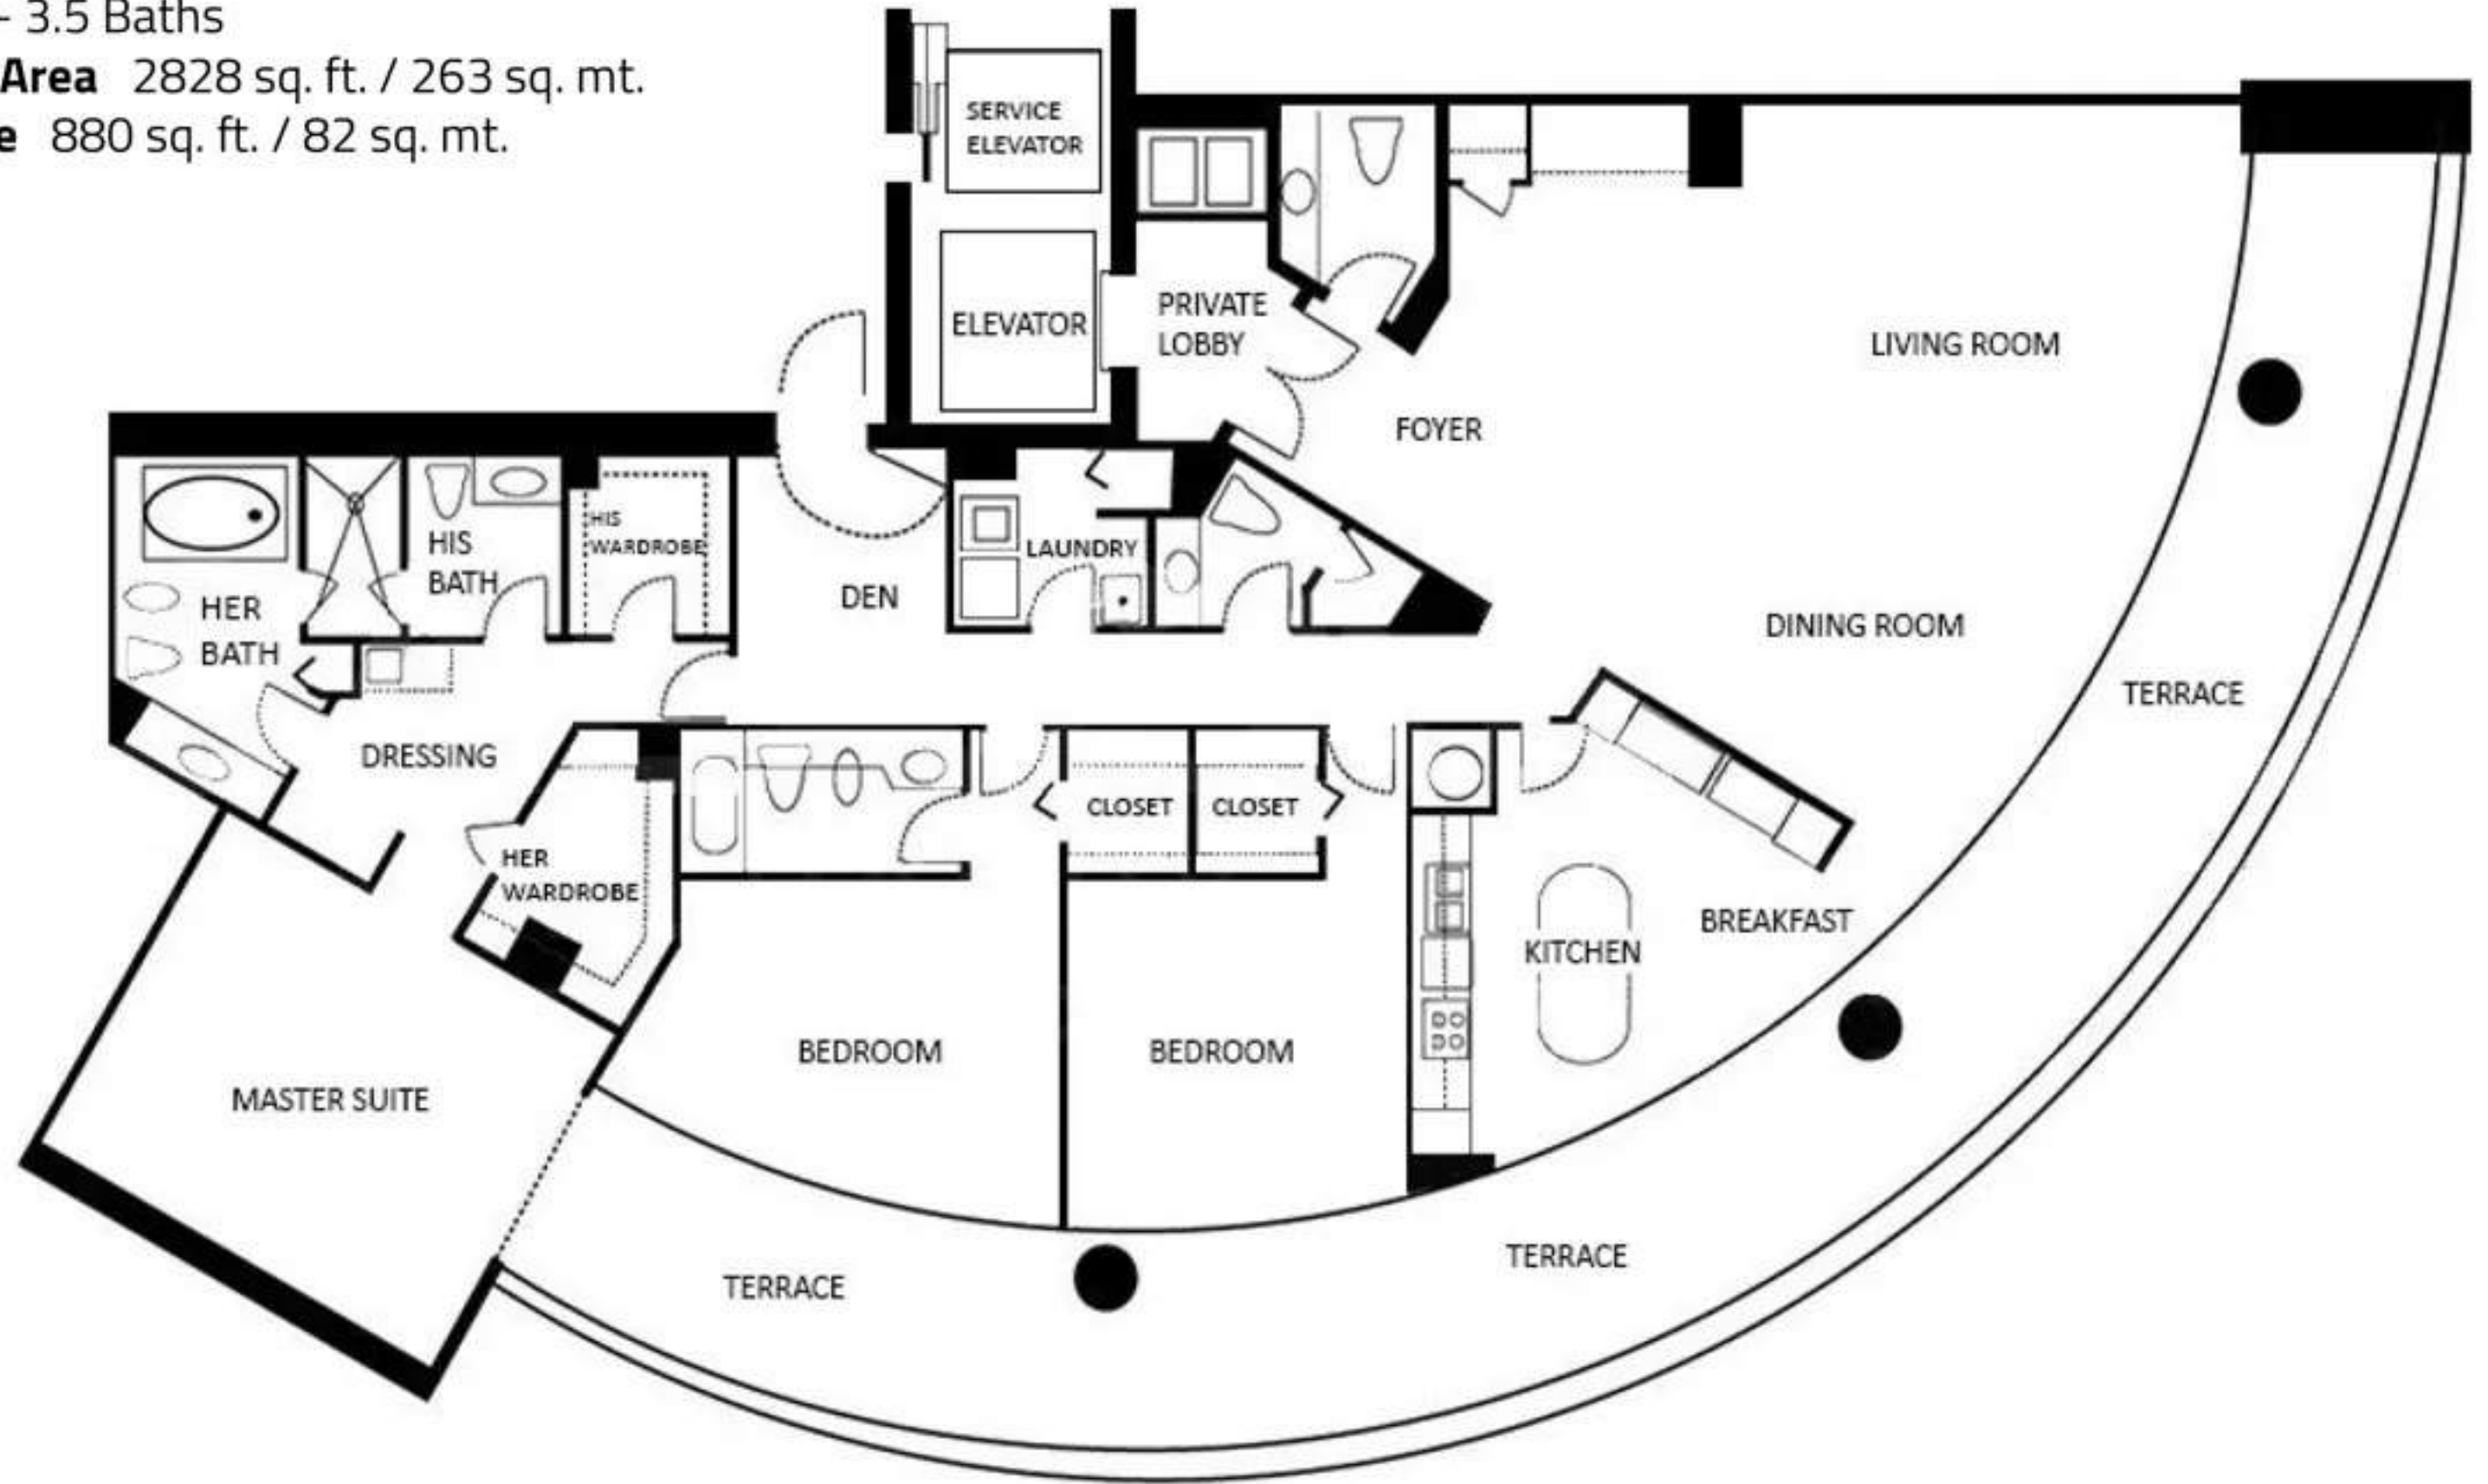 - 3.5 Baths
Area 2828 sq. ft. / 263 sq. mt.
e 880 sq. ft. / 82 sq. mt.
SERVICE
ELEVATOR
ELEVATOR
PRIVATE
LOBBY
LIVING ROOM
FOYER
HIS
WARDROBE
HIS
BATH
LAUNDRY
DEN
HER
BATH
DINING ROOM
TERRACE
DRESSING
CLOSET
CLOSET
HER
WARDROBE
BREAKFAST
KITCHEN
BEDROOM
BEDROOM
MASTER SUITE
TERRACE
TERRACE